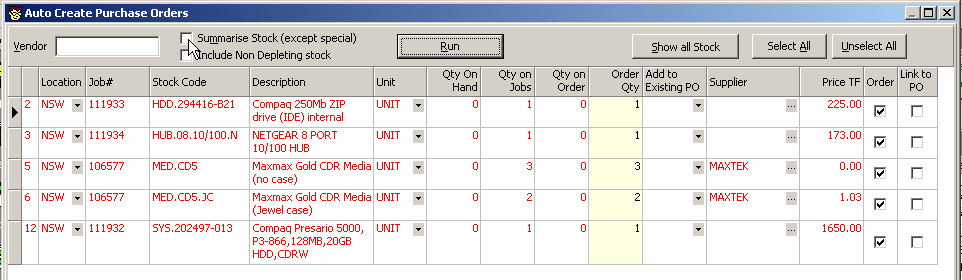 Auto Create Purchase Orders
Vendor Summarise Stock (except special) Include Non Depleting stock Run Show all Stock Select All Unselect All
Location Job# Stock Code Description Unit Qty On Hand Qty on Jobs Qty on Order Order Qty Add to Existing PO Supplier Price TF Order Link to PO
2 NSW 111933 HDD.294416-B21 Compaq 250Mb ZIP UNIT 0 1 0 1 ... 225.00
drive (IDE) internal
3 NSW 111934 HUB.08.10/100.N NETGEAR 8 PORT UNIT 0 1 0 1 ... 173.00
10/100 HUB
5 NSW 106577 MED.CD5 Maxmax Gold CDR Media UNIT 0 3 0 3 MAXTEK ... 0.00
(no case)
6 NSW 106577 MED.CD5.JC Maxmax Gold CDR Media UNIT 0 2 0 2 MAXTEK ... 1.03
(Jewel case)
12 NSW 111932 SYS.202497-013 Compaq Presario 5000, UNIT 0 1 0 1 ... 1650.00
P3-866,128MB,20GB
HDD,CDRW